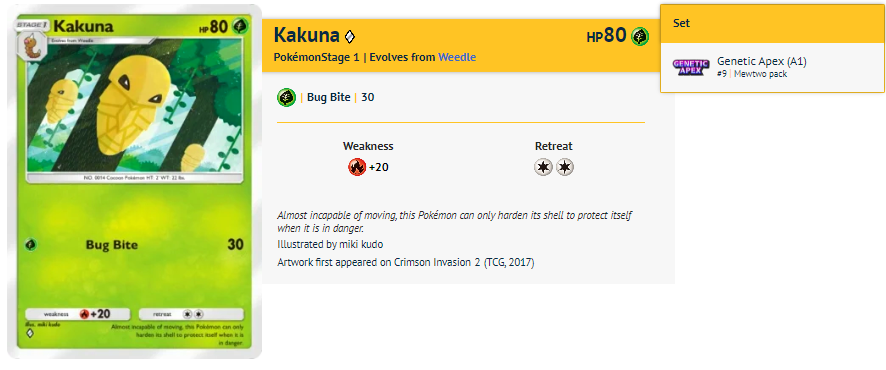 STAGE 1 Kakuna HP 80
Evolves from Weedle
NO. 0014 Cocoon Pokémon HT: 2 WT: 22 lbs.
Bug Bite 30
weakness +20 retreat
illus. miki kudo
Almost incapable of moving, this Pokémon can only
harden its shell to protect itself when it is
in danger.
Kakuna HP80
PokémonStage 1 | Evolves from Weedle
| Bug Bite | 30
Weakness Retreat
+20
Almost incapable of moving, this Pokémon can only harden its shell to protect itself
when it is in danger.
Illustrated by miki kudo
Artwork first appeared on Crimson Invasion 2 (TCG, 2017)
Set
GENETIC APEX
Genetic Apex (A1)
#9 | Mewtwo pack